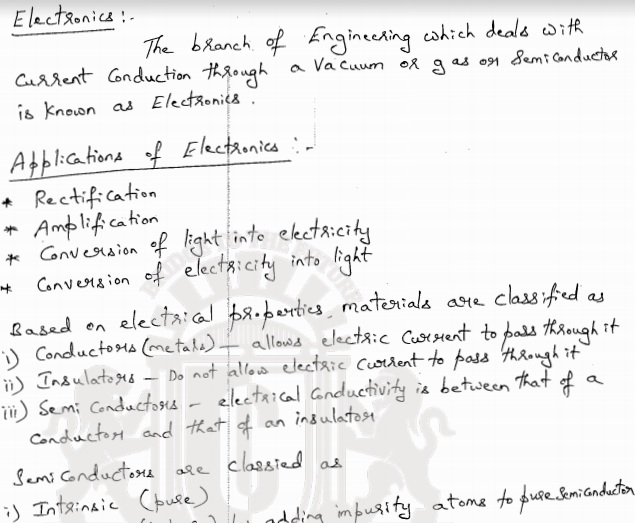 Electronics :-
The branch of Engineering which deals with
current conduction through a Vacuum or gas or Semiconductor
is known as Electronics.
Applications of Electronics :-
* Rectification
* Amplification
* Conversion of light into electricity
* Conversion of electricity into light
Based on electrical properties, materials are classified as
i) Conductors (metals) — allows electric current to pass through it
ii) Insulators — Do not allow electric current to pass through it
iii) Semi Conductors — electrical conductivity is between that of a
conductor and that of an insulator
Semi Conductors are classied as
i) Intrinsic (pure)
adding impurity atoms to pure Semiconductor